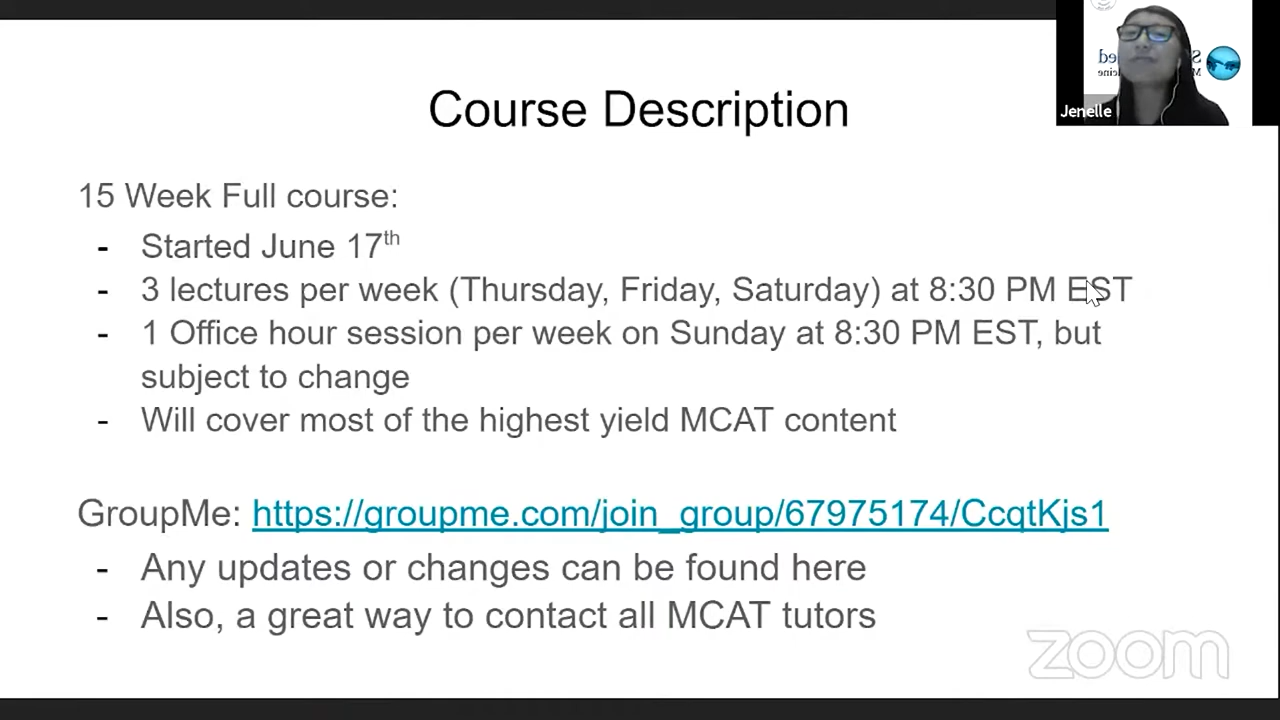 Course Description
Jenelle
15 Week Full course:
- Started June 17th
- 3 lectures per week (Thursday, Friday, Saturday) at 8:30 PM EST
- 1 Office hour session per week on Sunday at 8:30 PM EST, but
subject to change
- Will cover most of the highest yield MCAT content
GroupMe: https://groupme.com/join_group/67975174/CcqtKjs1
- Any updates or changes can be found here
- Also, a great way to contact all MCAT tutors
zoom